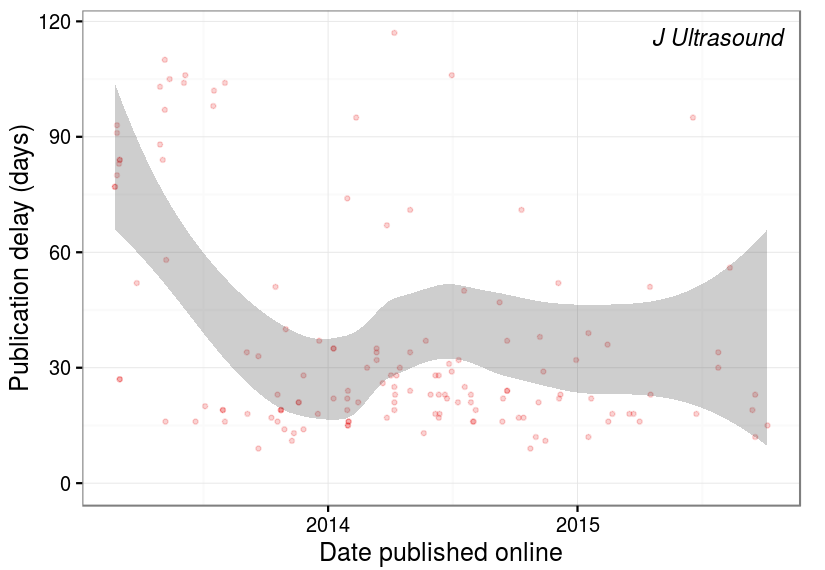 J Ultrasound
Publication delay (days)
120
90
60
30
0
2014 2015
Date published online